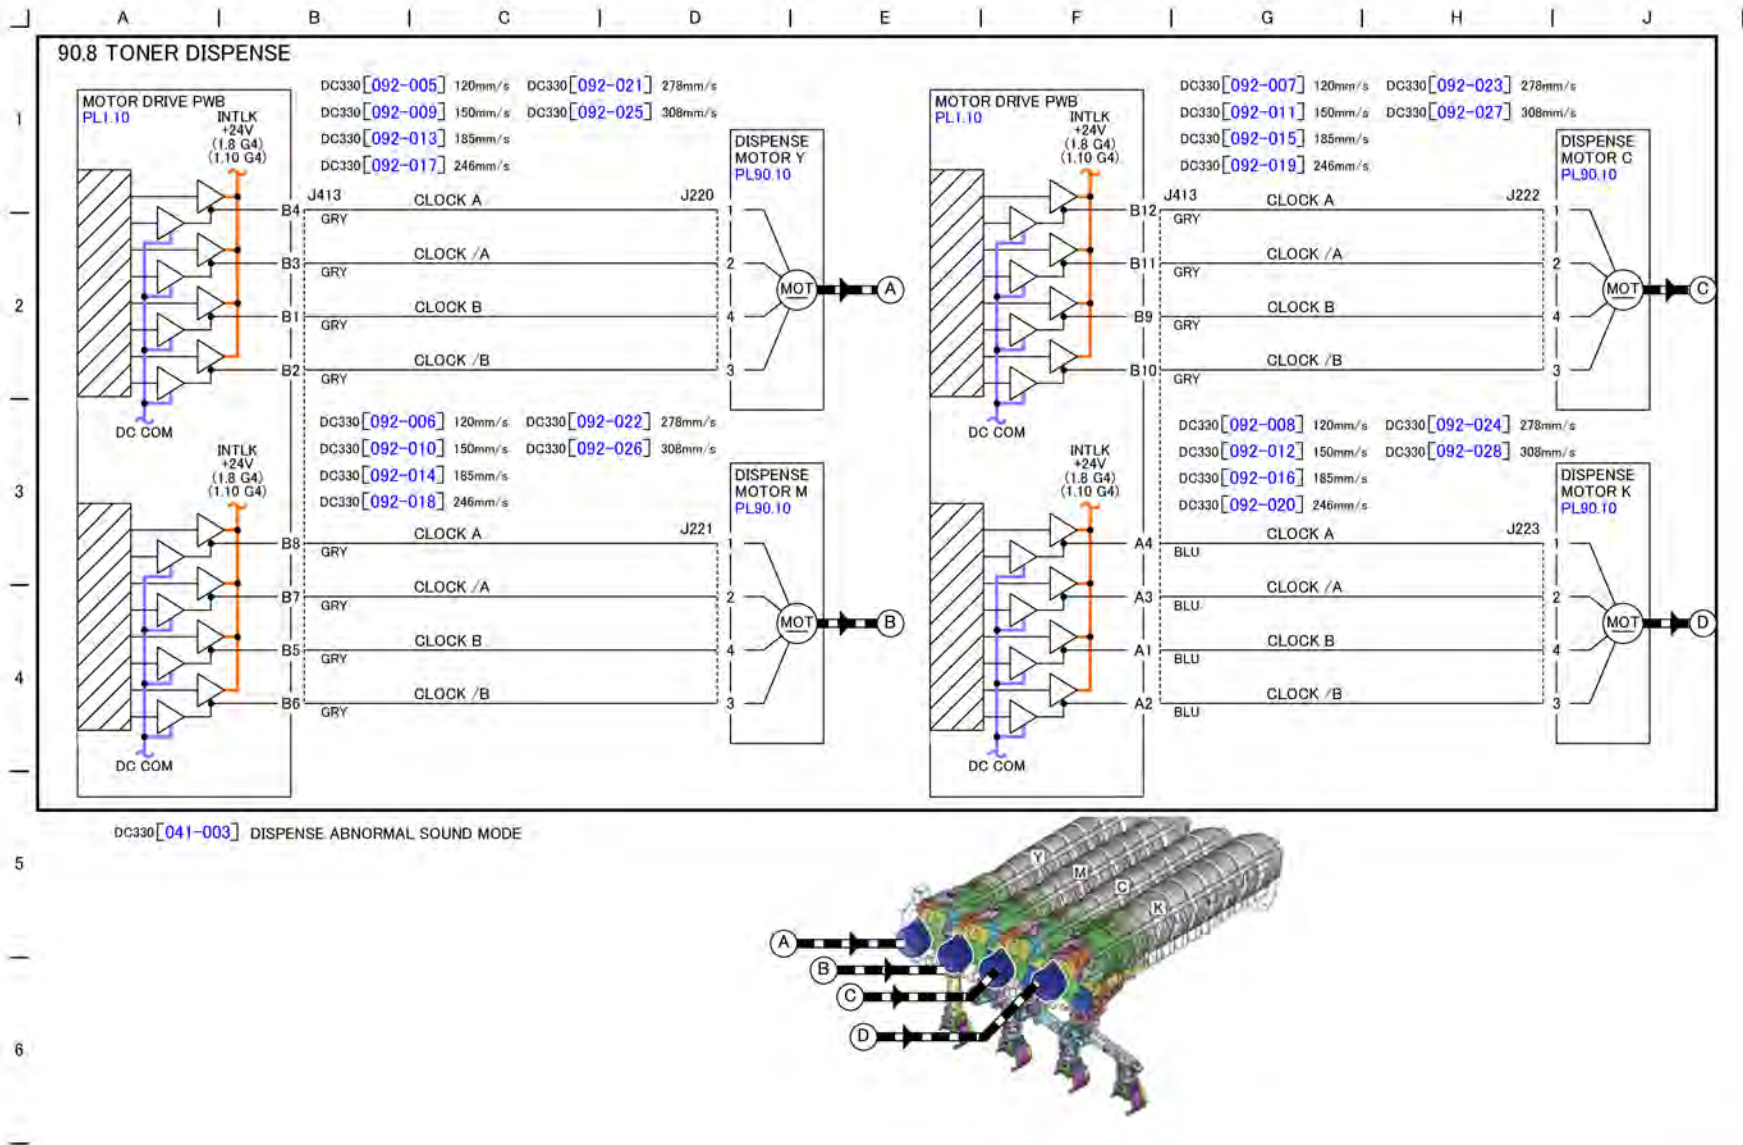 A B C D E F G H J
90.8 TONER DISPENSE
1
2
3
4
5
6
MOTOR DRIVE PWB
PL1.10
INTLK
+24V
(1.8 G4)
(1.10 G4)
DC330[092-005] 120mm/s DC330[092-021] 278mm/s
DC330[092-009] 150mm/s DC330[092-025] 308mm/s
DC330[092-013] 185mm/s
DC330[092-017] 246mm/s
DISPENSE
MOTOR Y
PL90.10
J413
J220
B4 GRY CLOCK A 1
B3 GRY CLOCK /A 2
B1 GRY CLOCK B 4
B2 GRY CLOCK /B 3
MOT
A
DC COM
INTLK
+24V
(1.8 G4)
(1.10 G4)
DC330[092-006] 120mm/s DC330[092-022] 278mm/s
DC330[092-010] 150mm/s DC330[092-026] 308mm/s
DC330[092-014] 185mm/s
DC330[092-018] 246mm/s
DISPENSE
MOTOR M
PL90.10
J221
B8 GRY CLOCK A 1
B7 GRY CLOCK /A 2
B5 GRY CLOCK B 4
B6 GRY CLOCK /B 3
MOT
B
DC COM
MOTOR DRIVE PWB
PL1.10
INTLK
+24V
(1.8 G4)
(1.10 G4)
DC330[092-007] 120mm/s DC330[092-023] 278mm/s
DC330[092-011] 150mm/s DC330[092-027] 308mm/s
DC330[092-015] 185mm/s
DC330[092-019] 246mm/s
DISPENSE
MOTOR C
PL90.10
J413
J222
B12 GRY CLOCK A 1
B11 GRY CLOCK /A 2
B9 GRY CLOCK B 4
B10 GRY CLOCK /B 3
MOT
C
DC COM
INTLK
+24V
(1.8 G4)
(1.10 G4)
DC330[092-008] 120mm/s DC330[092-024] 278mm/s
DC330[092-012] 150mm/s DC330[092-028] 308mm/s
DC330[092-016] 185mm/s
DC330[092-020] 246mm/s
DISPENSE
MOTOR K
PL90.10
J223
A4 BLU CLOCK A 1
A3 BLU CLOCK /A 2
A1 BLU CLOCK B 4
A2 BLU CLOCK /B 3
MOT
D
DC COM
DC330[041-003] DISPENSE ABNORMAL SOUND MODE
Y
M
C
K
A
B
C
D